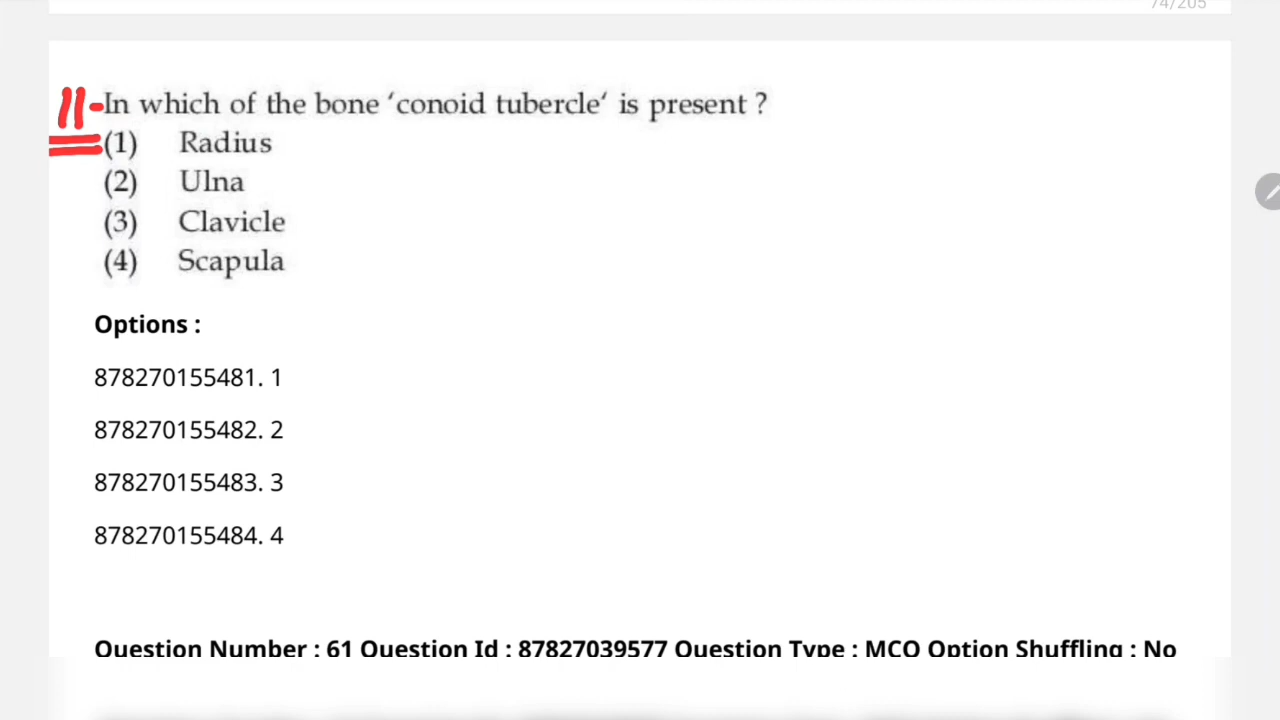 74/205
11-In which of the bone ‘conoid tubercle‘ is present ?
(1) Radius
(2) Ulna
(3) Clavicle
(4) Scapula
Options :
878270155481. 1
878270155482. 2
878270155483. 3
878270155484. 4
Question Number : 61 Question Id : 87827039577 Question Type : MCQ Option Shuffling : No